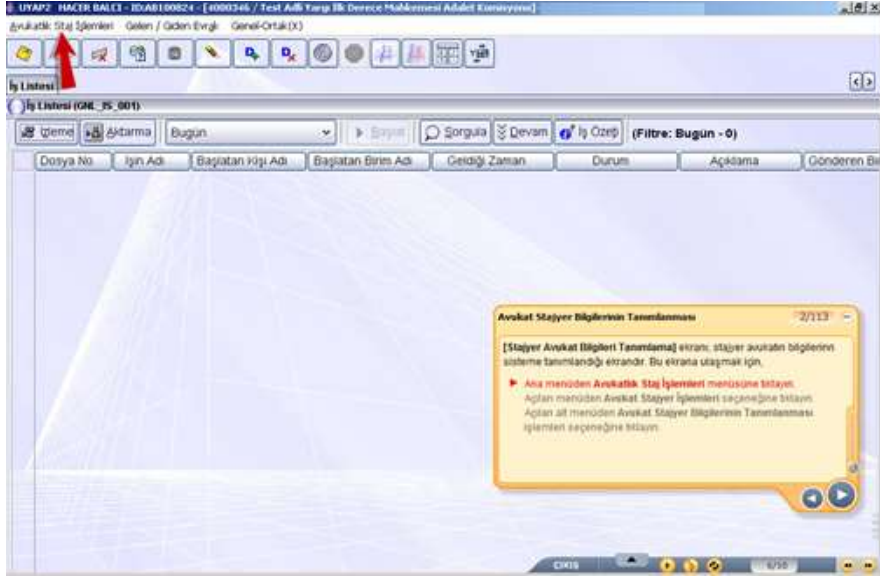 UYAP2 HACER BALCI - ID:AB100824 - [4000346 / Test Adli Yargı İlk Derece Mahkemesi Adalet Komisyonu]
Avukatlık Staj İşlemleri Gelen / Giden Evrak Genel-Ortak(X)
İş Listesi
İş Listesi (GNL_IS_001)
İzleme Aktarma Bugün Başlat Sorgula Devam İş Özeti (Filtre: Bugün - 0)
Dosya No İşin Adı Başlatan Kişi Adı Başlatan Birim Adı Geldiği Zaman Durum Açıklama Gönderen Bi
Avukat Stajyer Bilgilerinin Tanımlanması 2/113
[Stajyer Avukat Bilgileri Tanımlama] ekranı, stajyer avukatın bilgilerinin
sisteme tanımlandığı ekrandır. Bu ekrana ulaşmak için,
Ana menüden Avukatlık Staj İşlemleri menüsüne tıklayın.
Açılan menüden Avukat Stajyer İşlemleri seçeneğine tıklayın.
Açılan alt menüden Avukat Stajyer Bilgilerinin Tanımlanması
işlemleri seçeneğine tıklayın.
ÇIKIŞ 6/10